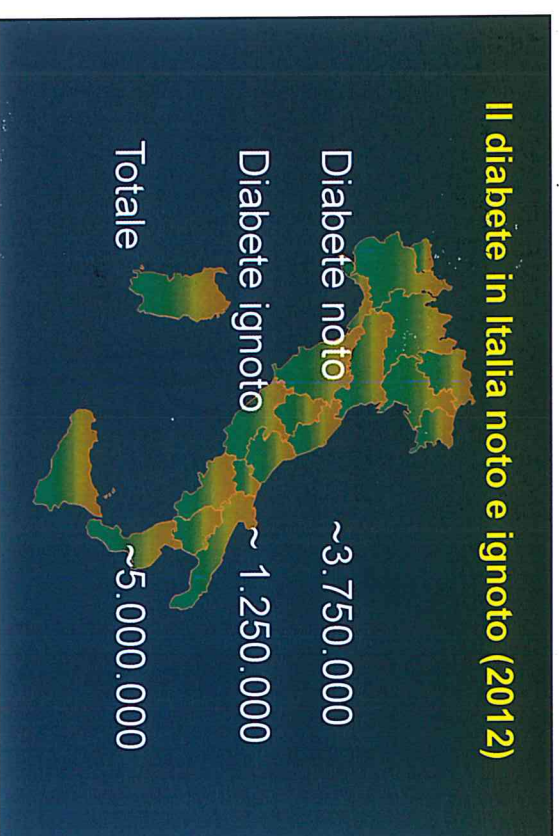 Il diabete in Italia noto e ignoto (2012)
Diabete noto ~3.750.000
Diabete ignoto ~ 1.250.000
Totale ~5.000.000